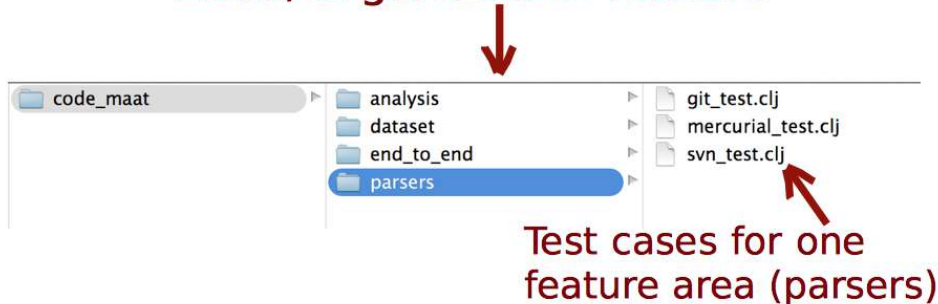 code_maat
analysis
dataset
end_to_end
parsers
git_test.clj
mercurial_test.clj
svn_test.clj
Test cases for one
feature area (parsers)